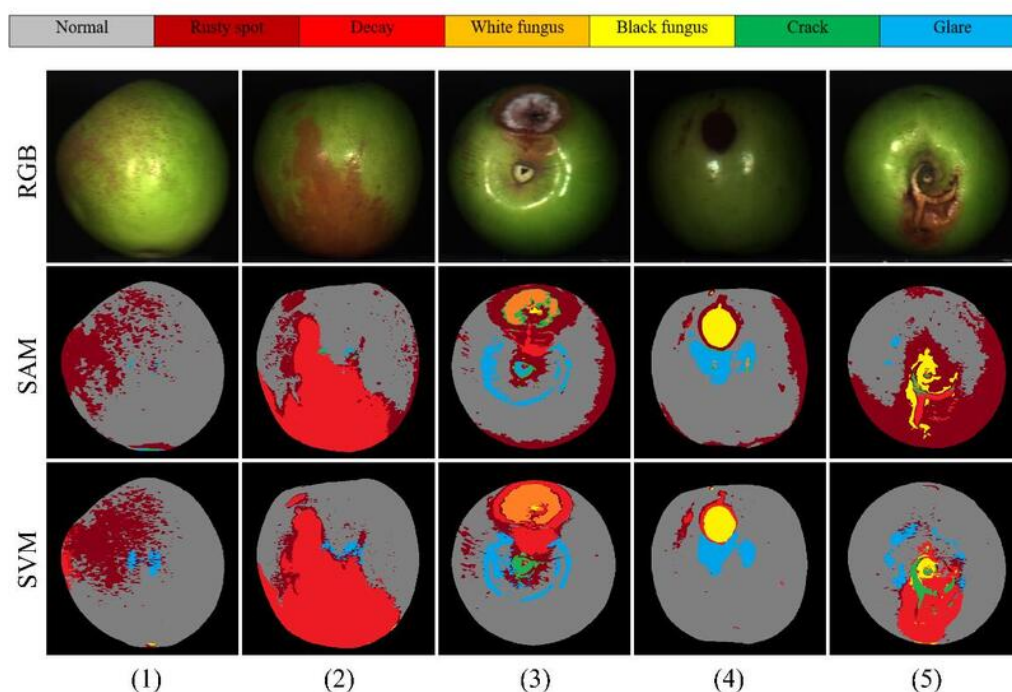 Normal Rusty spot Decay White fungus Black fungus Crack Glare
RGB
SAM
SVM
(1) (2) (3) (4) (5)